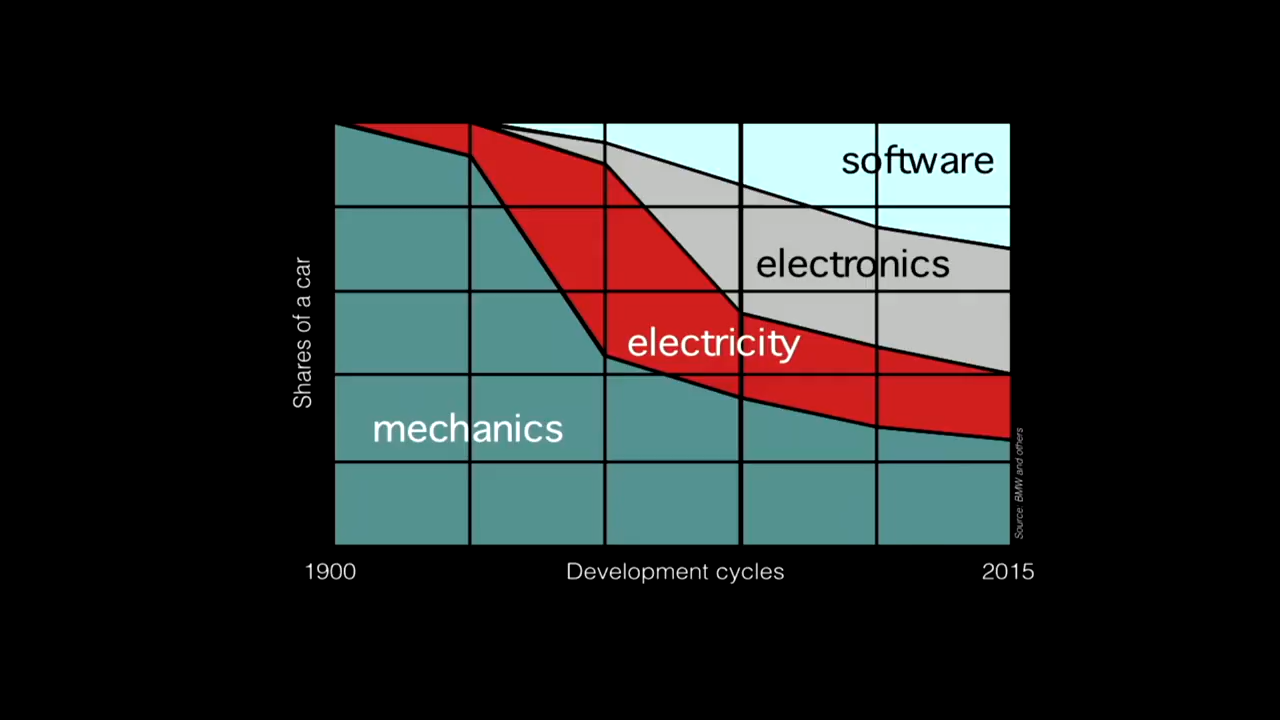 software
electronics
electricity
mechanics
Shares of a car
Source: BMW and others
1900
Development cycles
2015